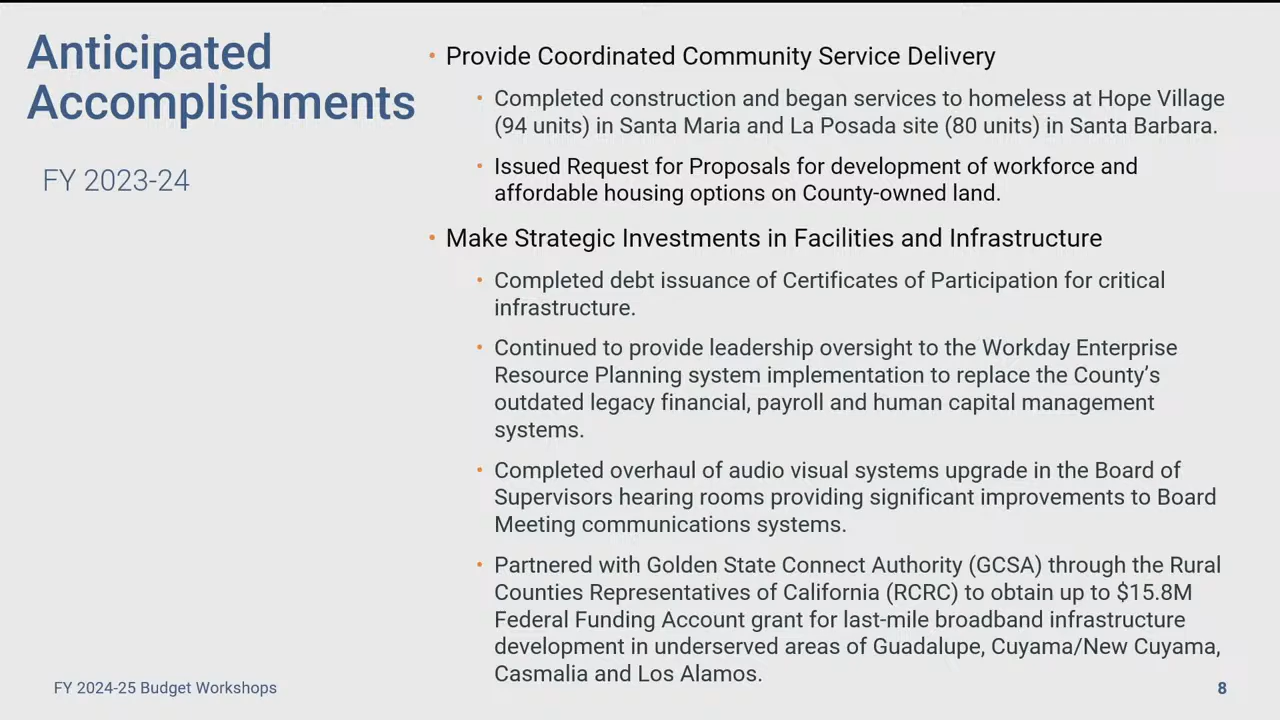 Anticipated
Accomplishments
FY 2023-24
• Provide Coordinated Community Service Delivery
• Completed construction and began services to homeless at Hope Village
(94 units) in Santa Maria and La Posada site (80 units) in Santa Barbara.
• Issued Request for Proposals for development of workforce and
affordable housing options on County-owned land.
• Make Strategic Investments in Facilities and Infrastructure
• Completed debt issuance of Certificates of Participation for critical
infrastructure.
• Continued to provide leadership oversight to the Workday Enterprise
Resource Planning system implementation to replace the County’s
outdated legacy financial, payroll and human capital management
systems.
• Completed overhaul of audio visual systems upgrade in the Board of
Supervisors hearing rooms providing significant improvements to Board
Meeting communications systems.
• Partnered with Golden State Connect Authority (GCSA) through the Rural
Counties Representatives of California (RCRC) to obtain up to $15.8M
Federal Funding Account grant for last-mile broadband infrastructure
development in underserved areas of Guadalupe, Cuyama/New Cuyama,
Casmalia and Los Alamos.
FY 2024-25 Budget Workshops
8